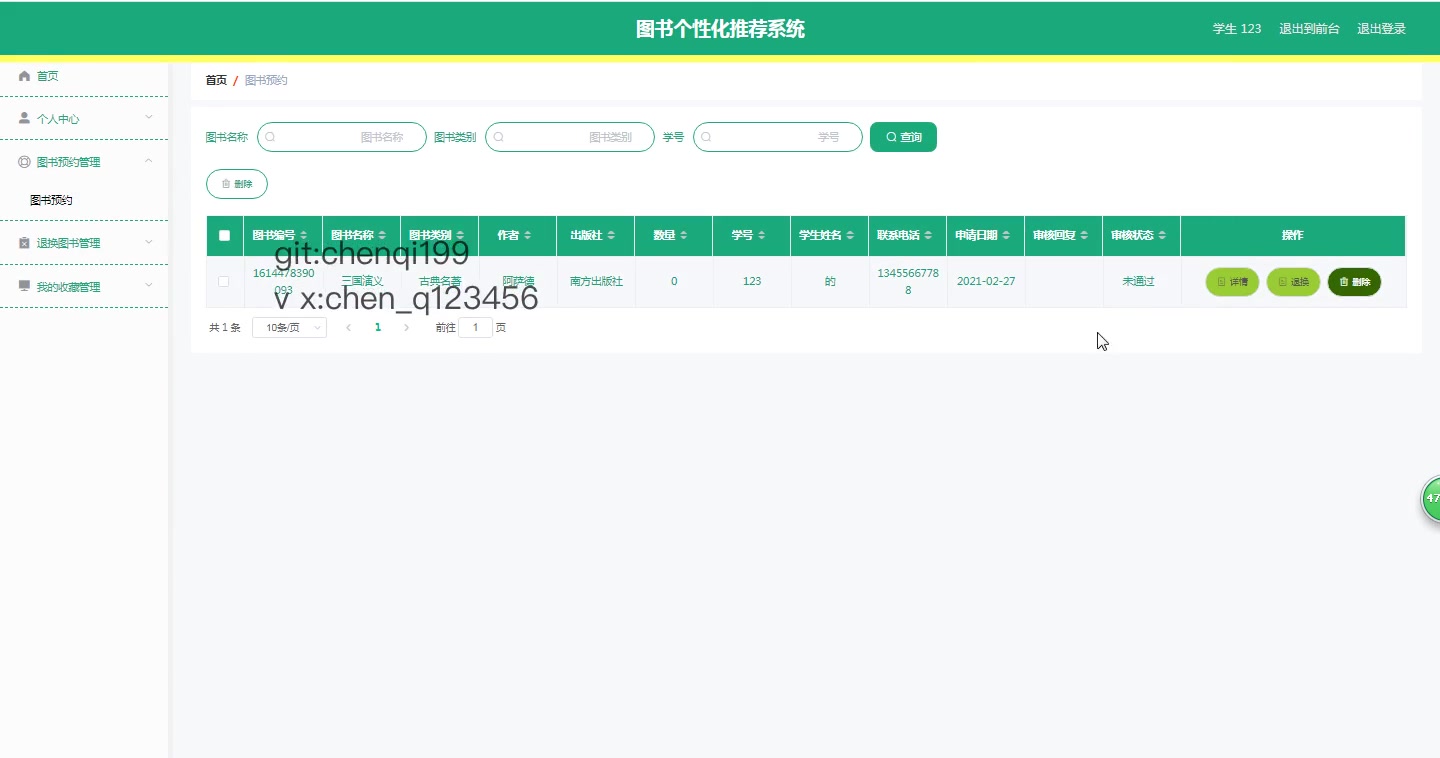 图书个性化推荐系统
学生 123 退出到前台 退出登录
首页
个人中心
图书预约管理
图书预约
退换图书管理
我的收藏管理
首页 / 图书预约
图书名称 图书名称 图书类别 图书类别 学号 学号 查询
删除
图书编号 图书名称 图书类别 作者 出版社 数量 学号 学生姓名 联系电话 申请日期 审核回复 审核状态 操作
1614478390093 三国演义 古典名著 阿萨德 南方出版社 0 123 的 13455667788 2021-02-27 未通过 详情 退换 删除
git:chenqi199
v x:chen_q123456
共 1 条 10条/页 1 前往 1 页
47